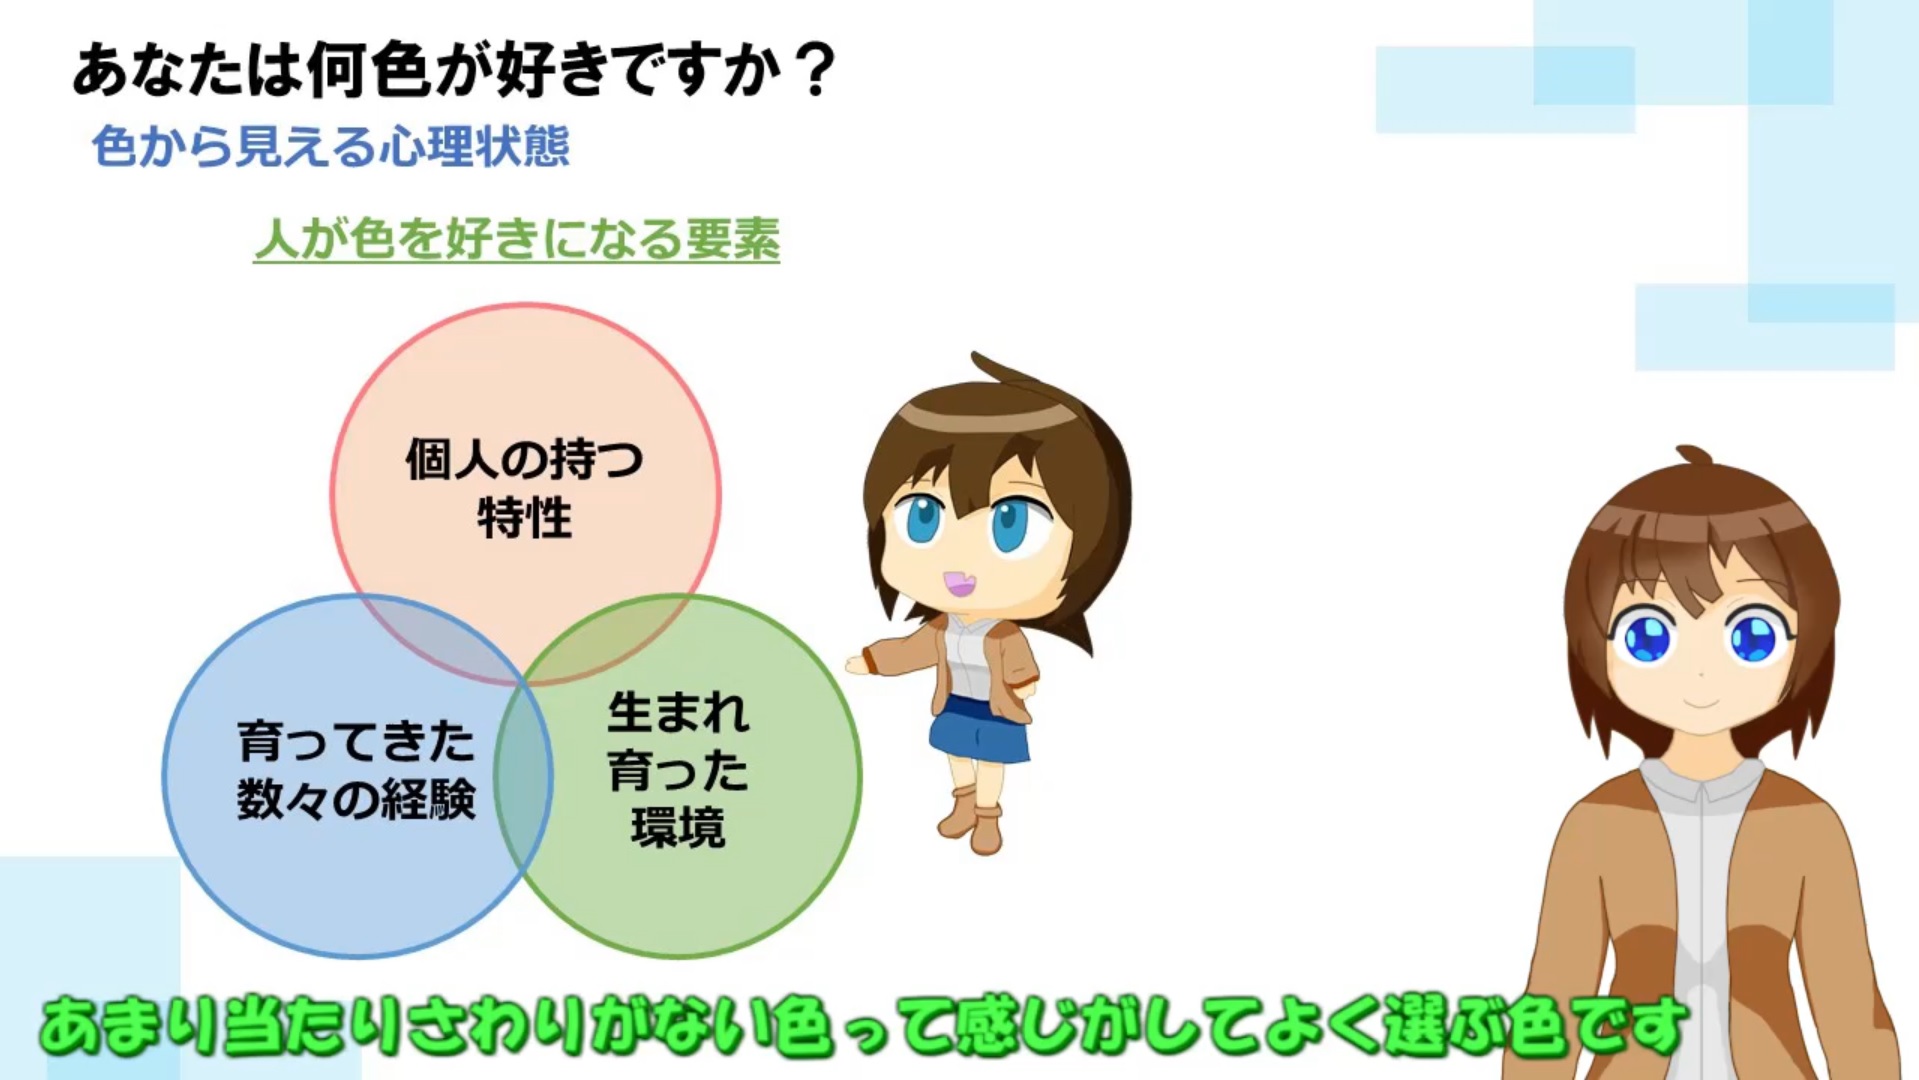 あなたは何色が好きですか？
色から見える心理状態
人が色を好きになる要素
個人の持つ
特性
育ってきた
数々の経験
生まれ
育った
環境
あまり当たりさわりがない色って感じがしてよく選ぶ色です